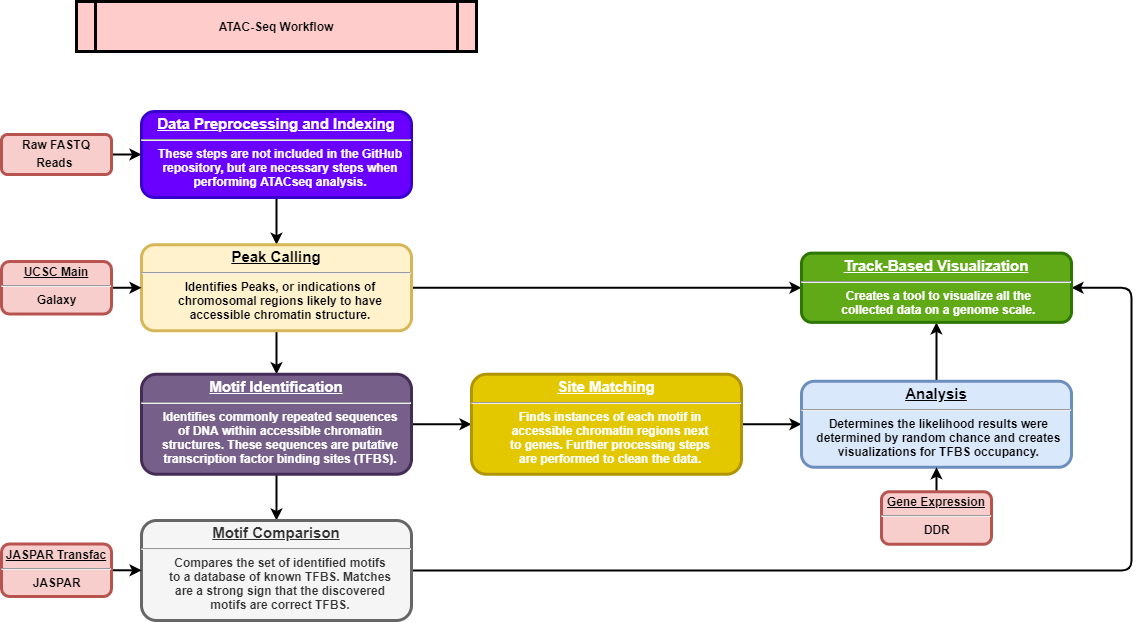 ATAC-Seq Workflow
Raw FASTQ
Reads
Data Preprocessing and Indexing
These steps are not included in the GitHub
repository, but are necessary steps when
performing ATACseq analysis.
UCSC Main
Galaxy
Peak Calling
Identifies Peaks, or indications of
chromosomal regions likely to have
accessible chromatin structure.
Track-Based Visualization
Creates a tool to visualize all the
collected data on a genome scale.
Motif Identification
Identifies commonly repeated sequences
of DNA within accessible chromatin
structures. These sequences are putative
transcription factor binding sites (TFBS).
Site Matching
Finds instances of each motif in
accessible chromatin regions next
to genes. Further processing steps
are performed to clean the data.
Analysis
Determines the likelihood results were
determined by random chance and creates
visualizations for TFBS occupancy.
Gene Expression
DDR
JASPAR Transfac
JASPAR
Motif Comparison
Compares the set of identified motifs
to a database of known TFBS. Matches
are a strong sign that the discovered
motifs are correct TFBS.